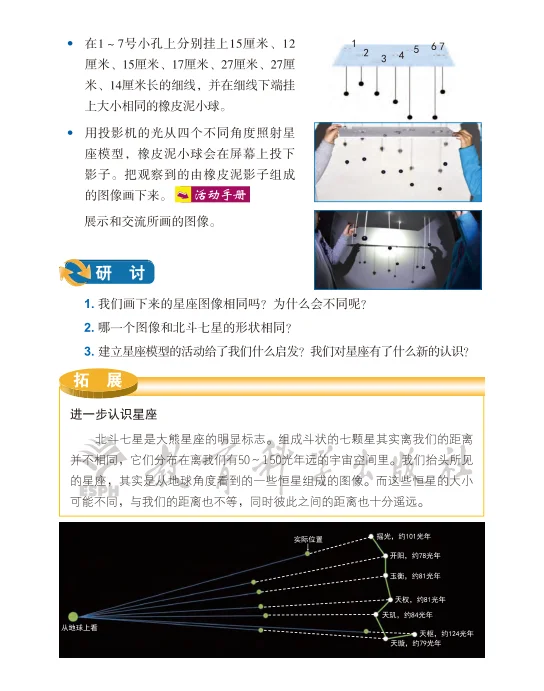 在1～7号小孔上分别挂上15厘米、12
厘米、15厘米、17厘米、27厘米、27厘
米、14厘米长的细线，并在细线下端挂
上大小相同的橡皮泥小球。
用投影机的光从四个不同角度照射星
座模型，橡皮泥小球会在屏幕上投下
影子。把观察到的由橡皮泥影子组成
的图像画下来。 活动手册
展示和交流所画的图像。
1 2 3 4 5 6 7
研 讨
1. 我们画下来的星座图像相同吗？为什么会不同呢？
2. 哪一个图像和北斗七星的形状相同？
3. 建立星座模型的活动给了我们什么启发？我们对星座有了什么新的认识？
拓 展
进一步认识星座
北斗七星是大熊星座的明显标志。组成斗状的七颗星其实离我们的距离
并不相同，它们分布在离我们有50～150光年远的宇宙空间里。我们抬头所见
的星座，其实是从地球角度看到的一些恒星组成的图像。而这些恒星的大小
可能不同，与我们的距离也不等，同时彼此之间的距离也十分遥远。
教育科学出版社
ESPH
实际位置
摇光，约101光年
开阳，约78光年
玉衡，约81光年
天权，约81光年
天玑，约84光年
天枢，约124光年
天璇，约79光年
从地球上看